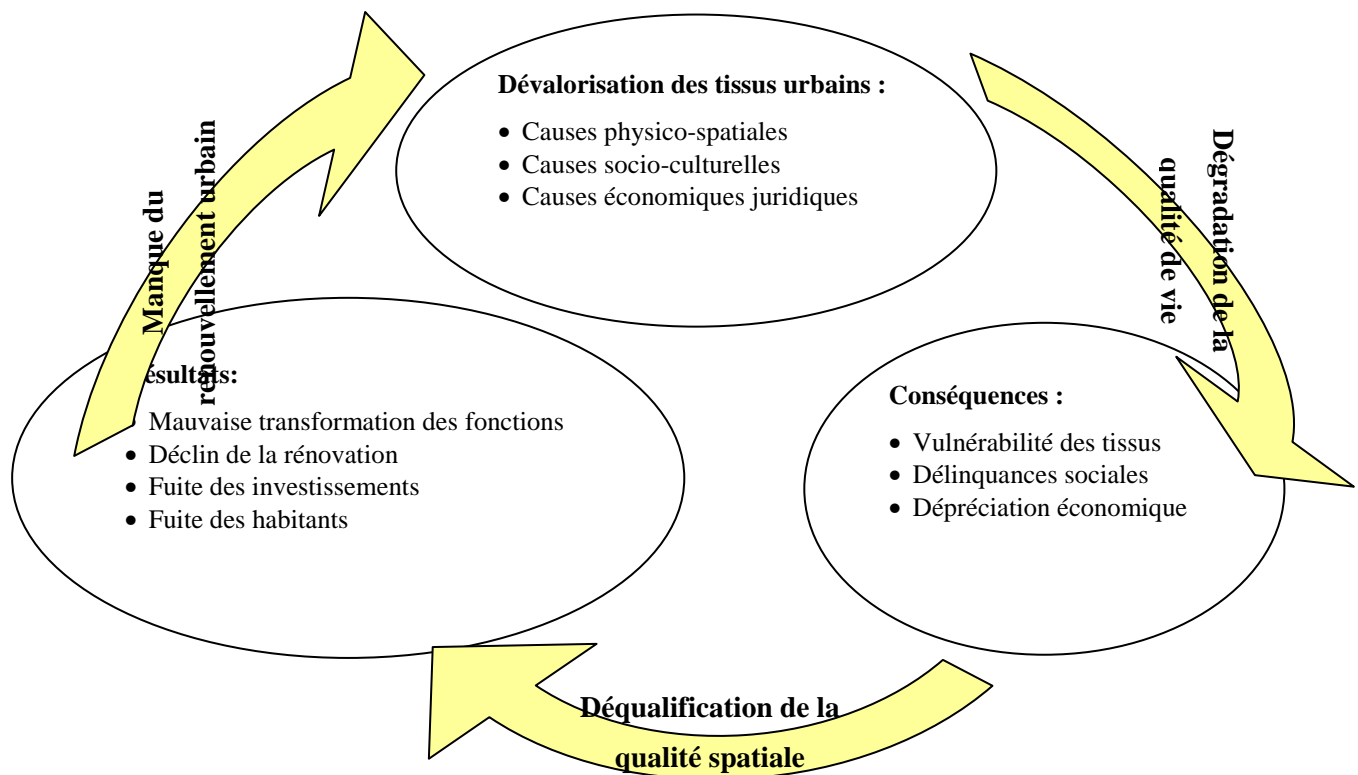 Dévalorisation des tissus urbains :
• Causes physico-spatiales
• Causes socio-culturelles
• Causes économiques juridiques
Dégradation de la
qualité de vie
Conséquences :
• Vulnérabilité des tissus
• Délinquances sociales
• Dépréciation économique
Déqualification de la
qualité spatiale
ésultats:
• Mauvaise transformation des fonctions
• Déclin de la rénovation
• Fuite des investissements
• Fuite des habitants
Manque du
renouvellement urbain